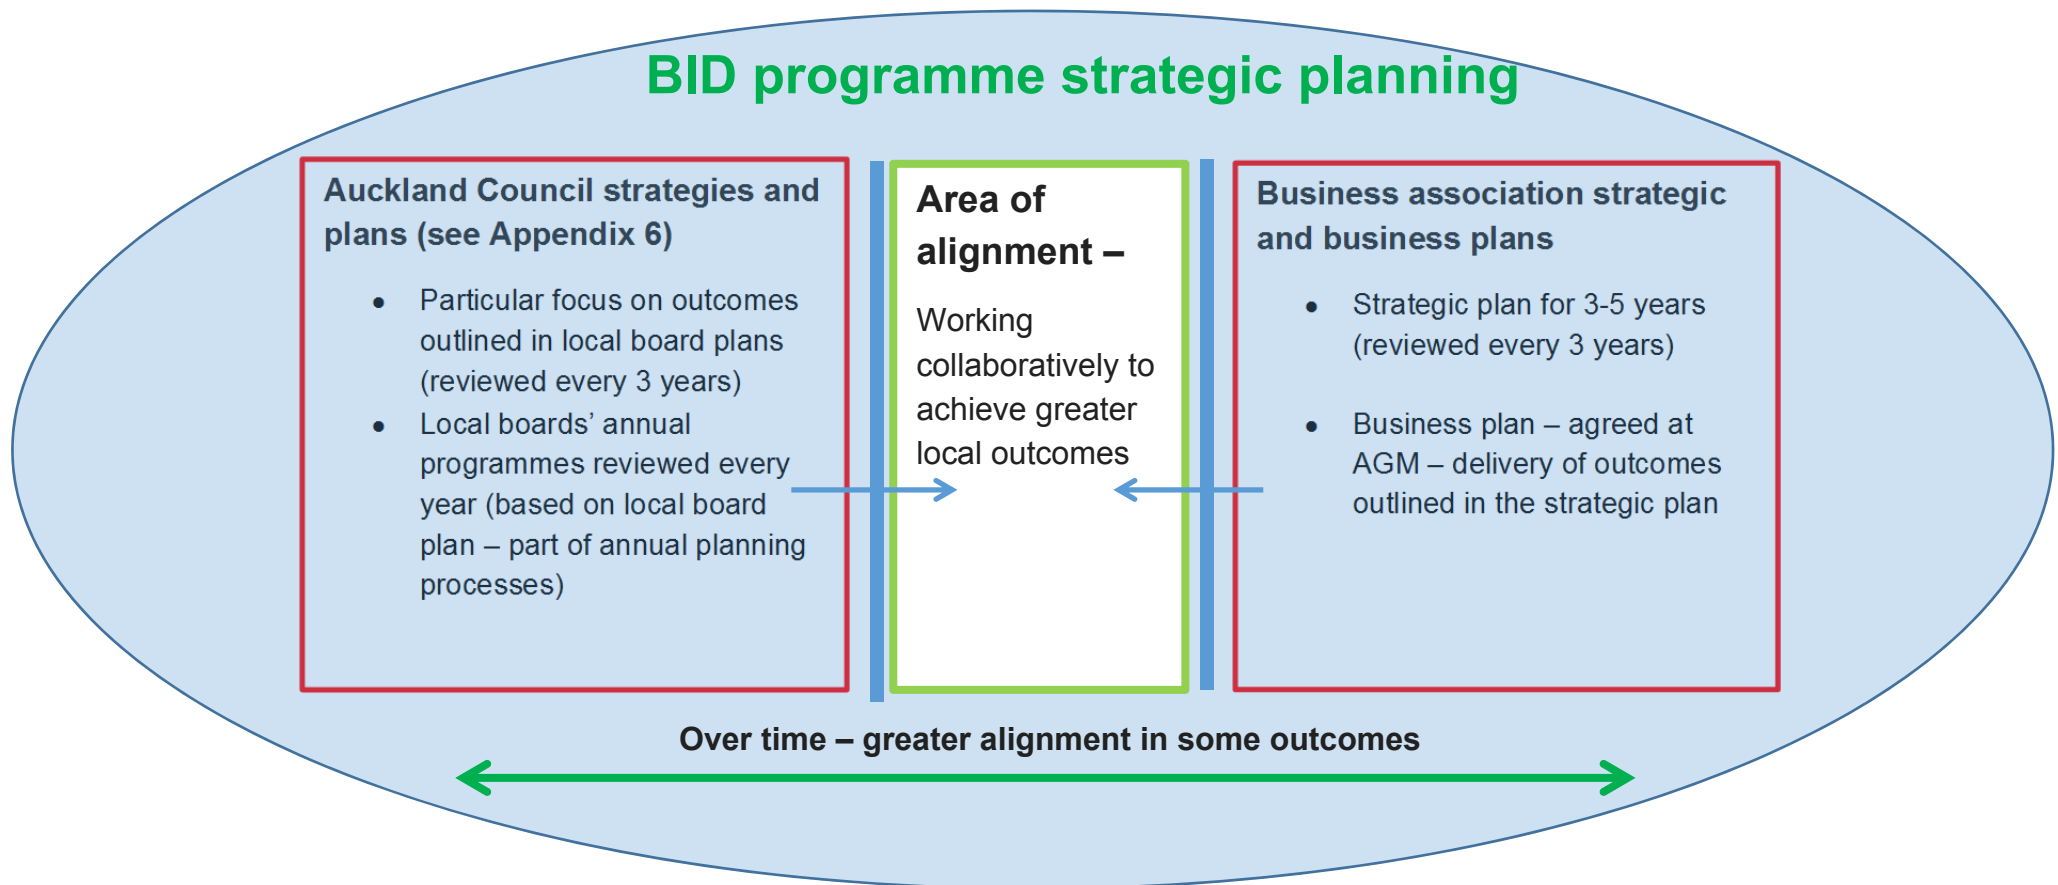 BID programme strategic planning
Auckland Council strategies and
plans (see Appendix 6)
● Particular focus on outcomes
outlined in local board plans
(reviewed every 3 years)
● Local boards’ annual
programmes reviewed every
year (based on local board
plan – part of annual planning
processes)
Area of
alignment –
Working
collaboratively to
achieve greater
local outcomes
Business association strategic
and business plans
● Strategic plan for 3-5 years
(reviewed every 3 years)
● Business plan – agreed at
AGM – delivery of outcomes
outlined in the strategic plan
Over time – greater alignment in some outcomes